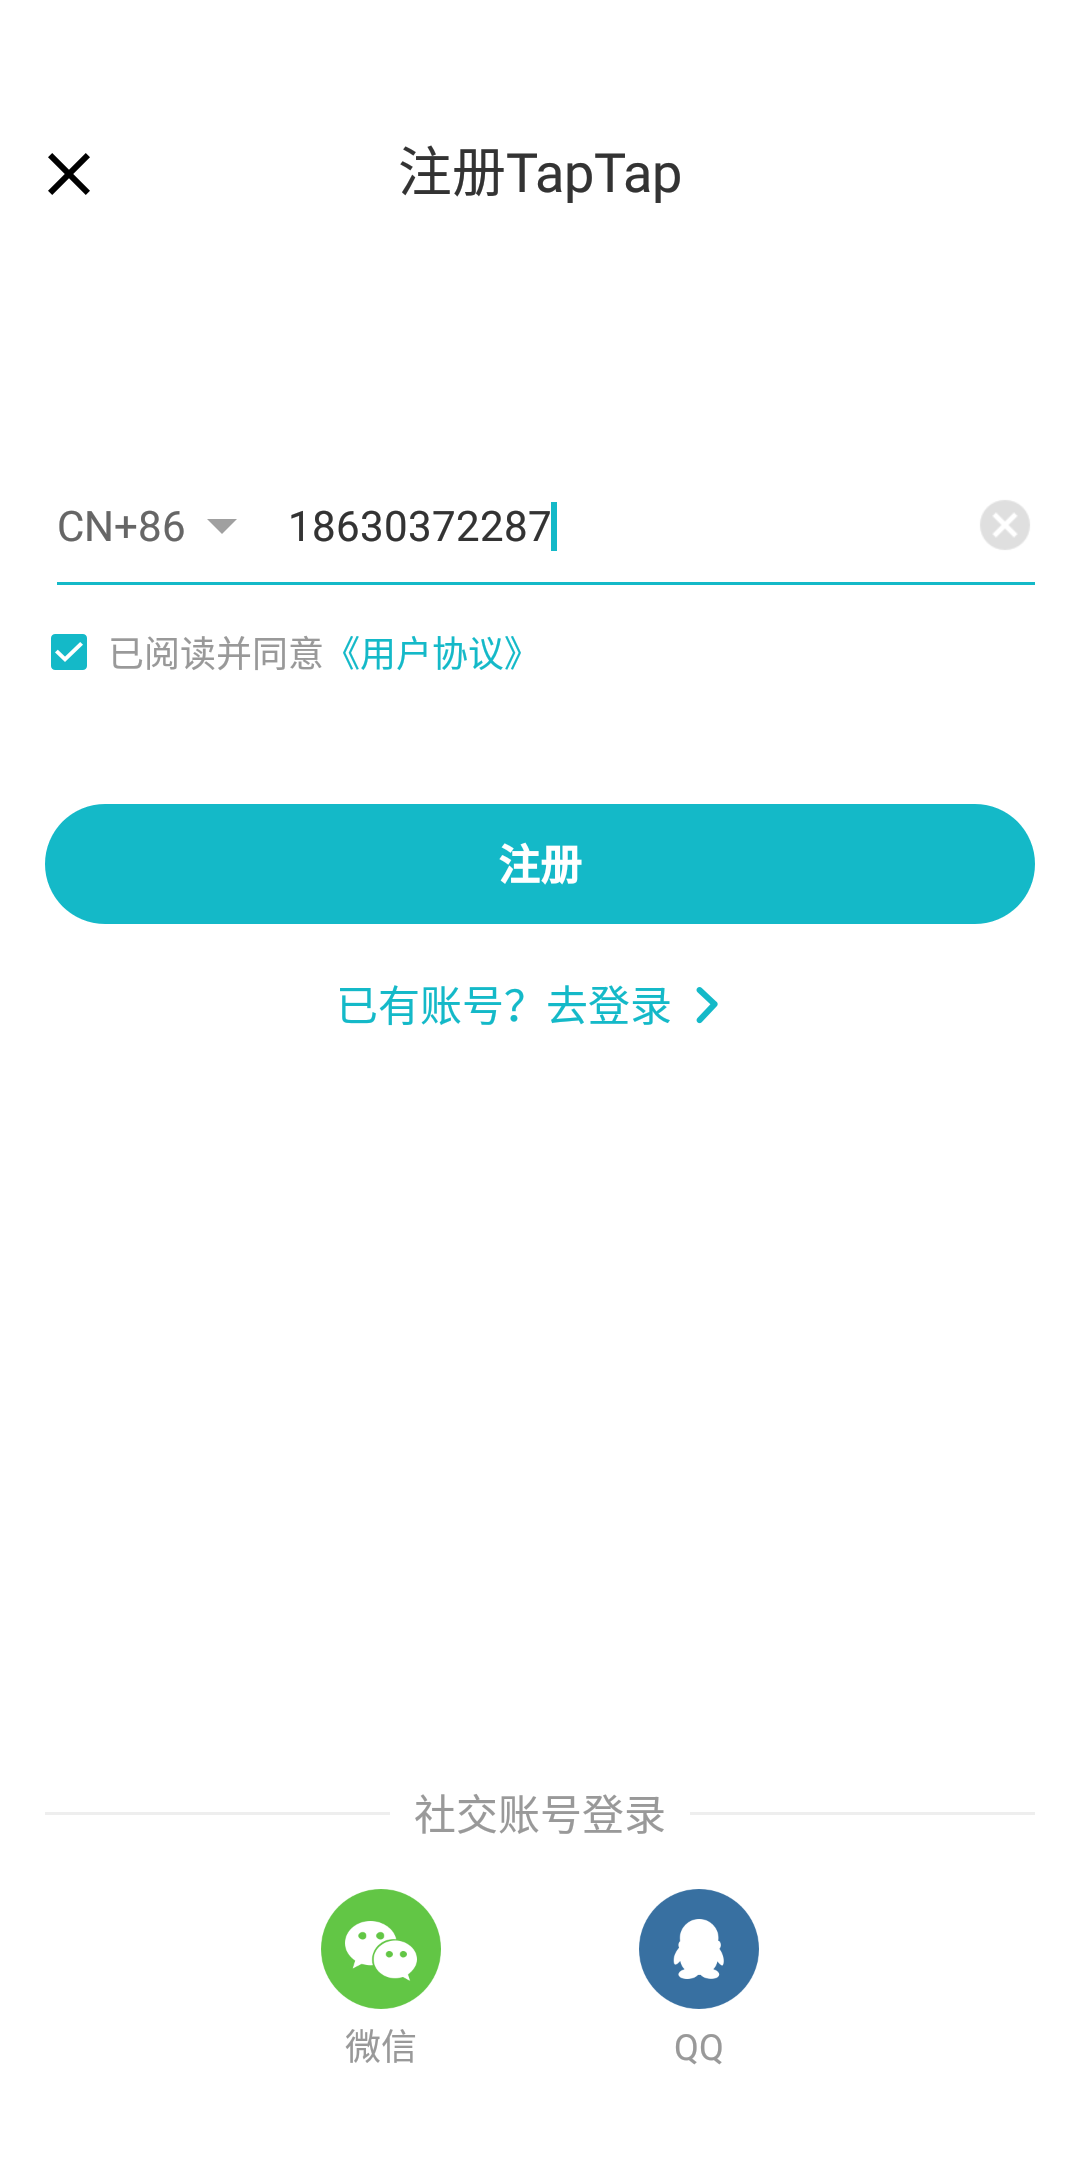 注册TapTap
CN+86 18630372287
已阅读并同意《用户协议》
注册
已有账号？去登录
社交账号登录
微信 QQ